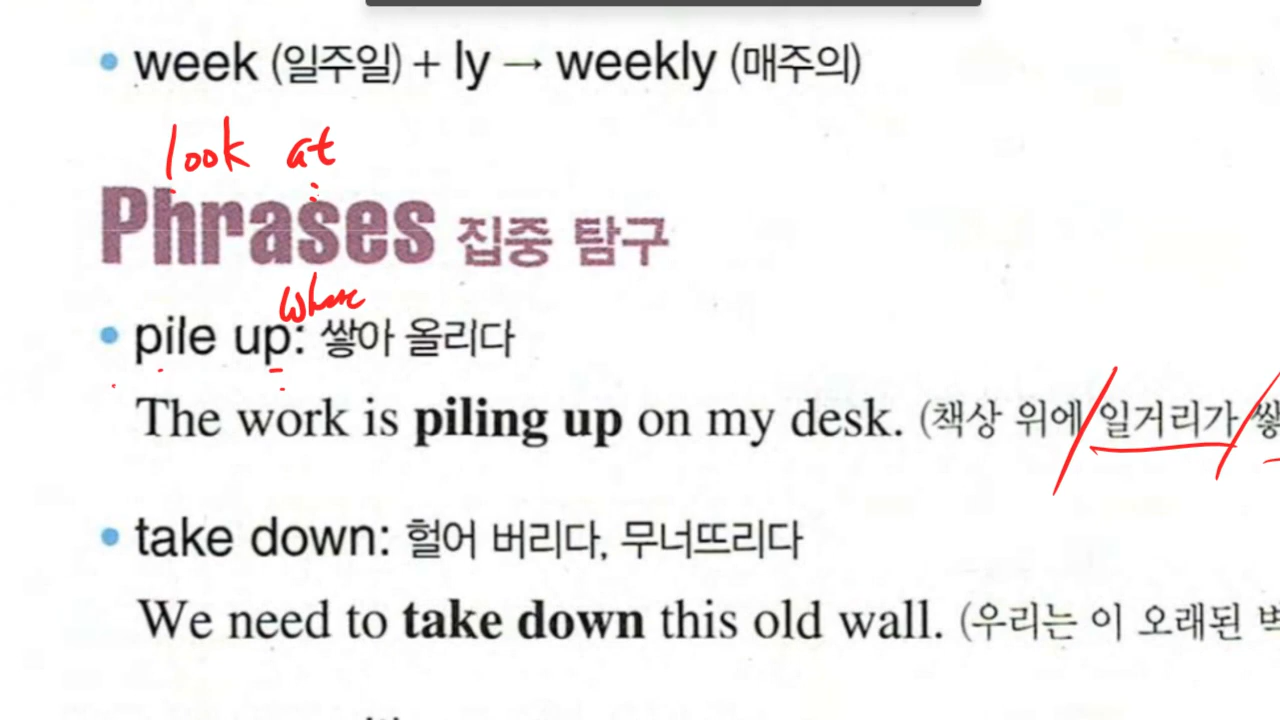 • week (일주일) + ly → weekly (매주의)
look at
Phrases 집중 탐구
where
• pile up: 쌓아 올리다
The work is piling up on my desk. (책상 위에 일거리가 쌓
• take down: 헐어 버리다, 무너뜨리다
We need to take down this old wall. (우리는 이 오래된 벽